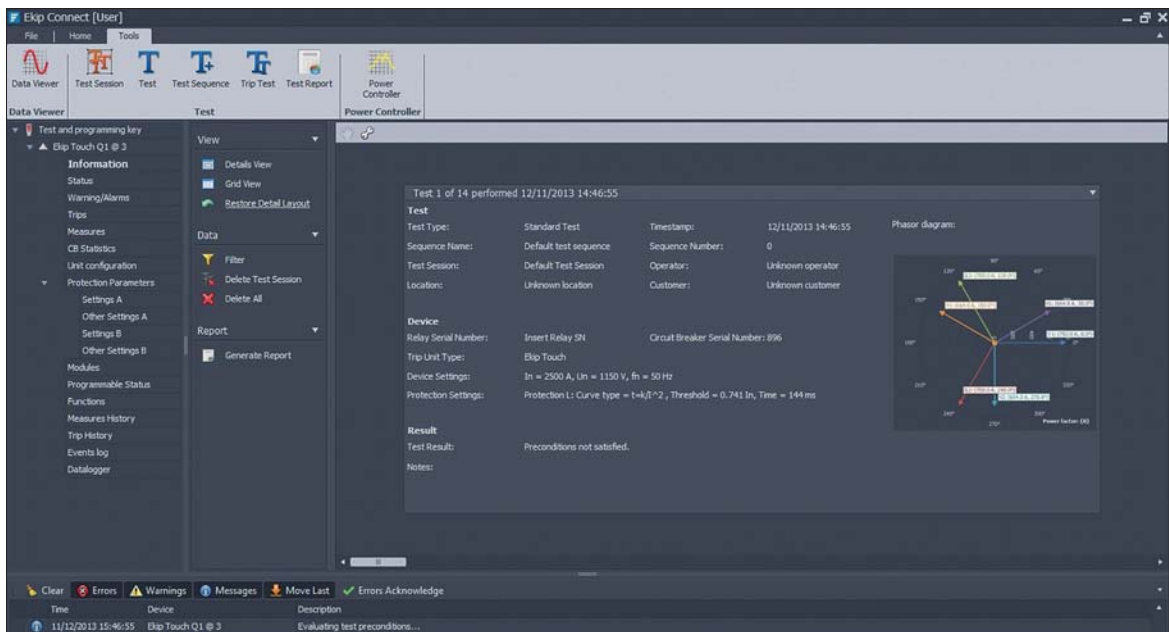 Ekip Connect [User]
File
Home
Tools
Data Viewer
Test Session
Test
Test Sequence
Trip Test
Test Report
Power Controller
Data Viewer
Test
Power Controller
Test and programming key
Ekip Touch Q1 @ 3
Information
Status
Warning/Alarms
Trips
Measures
CB Statistics
Unit configuration
Protection Parameters
Settings A
Other Settings A
Settings B
Other Settings B
Modules
Programmable Status
Functions
Measures History
Trip History
Events log
Datalogger
View
Details View
Grid View
Restore Detail Layout
Data
Filter
Delete Test Session
Delete All
Report
Generate Report
Test 1 of 14 performed 12/11/2013 14:46:55
Test
Test Type: Standard Test Timestamp: 12/11/2013 14:46:55
Sequence Name: Default test sequence Sequence Number: 0
Test Session: Default Test Session Operator: Unknown operator
Location: Unknown location Customer: Unknown customer
Device
Relay Serial Number: Insert Relay SN Circuit Breaker Serial Number: 896
Trip Unit Type: Ekip Touch
Device Settings: In = 2500 A, Un = 1150 V, fn = 50 Hz
Protection Settings: Protection L: Curve type = t=k/I^2 , Threshold = 0.741 In, Time = 144 ms
Result
Test Result: Preconditions not satisfied.
Notes:
Phasor diagram:
90°
120°
60°
150°
180°
0°
210°
330°
240°
270°
300°
Clear
Errors
Warnings
Messages
Move Last
Errors Acknowledge
Time Device Description
11/12/2013 15:46:55 Ekip Touch Q1 @ 3 Evaluating test preconditions...